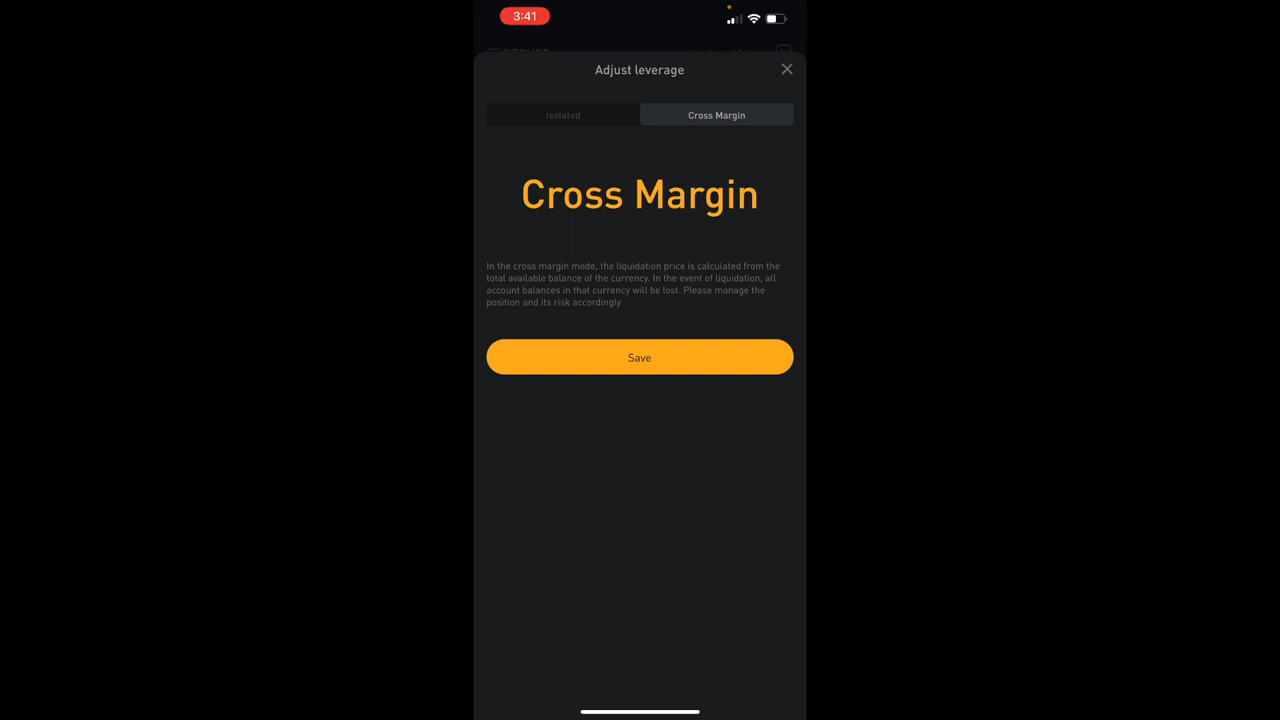 3:41
Adjust leverage
Isolated
Cross Margin
Cross Margin
In the cross margin mode, the liquidation price is calculated from the
total available balance of the currency. In the event of liquidation, all
account balances in that currency will be lost. Please manage the
position and its risk accordingly
Save